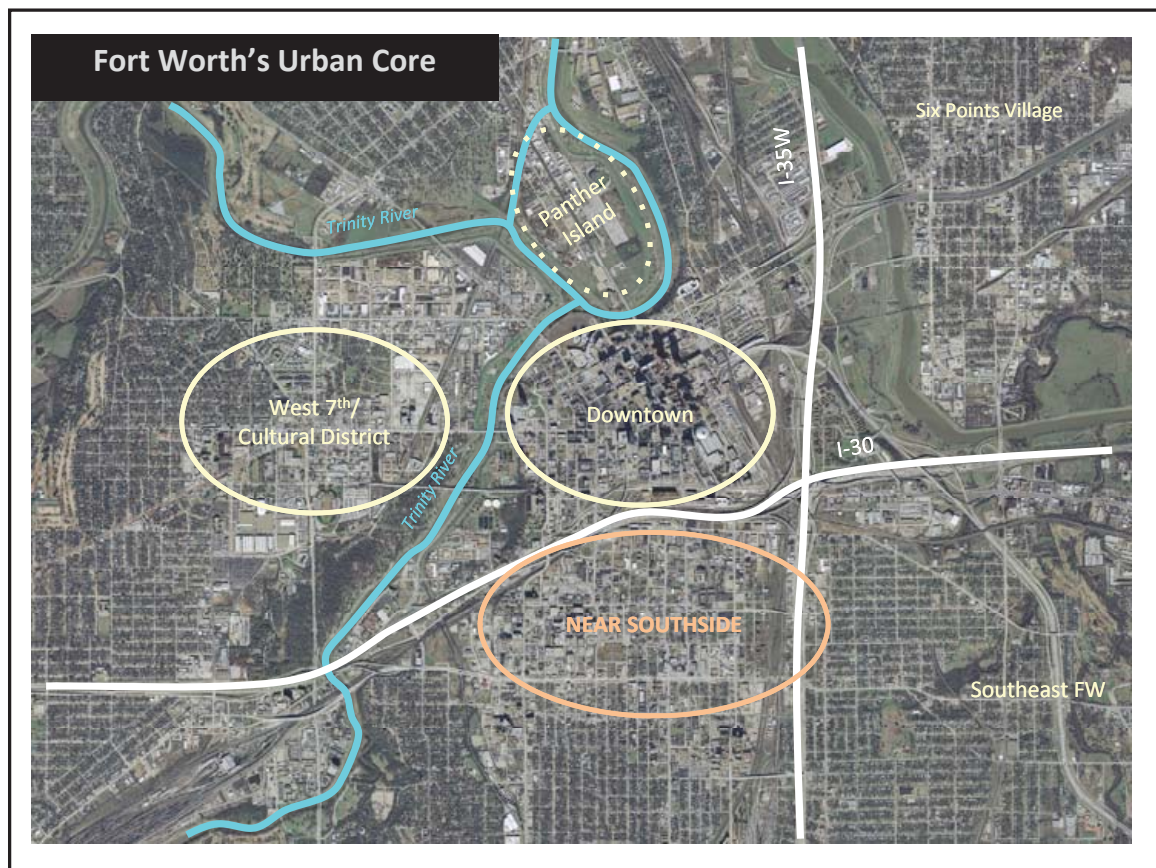 Fort Worth's Urban Core
Six Points Village
I-35W
Panther
Island
Trinity River
West 7th/
Cultural District
Downtown
I-30
Trinity River
NEAR SOUTHSIDE
Southeast FW